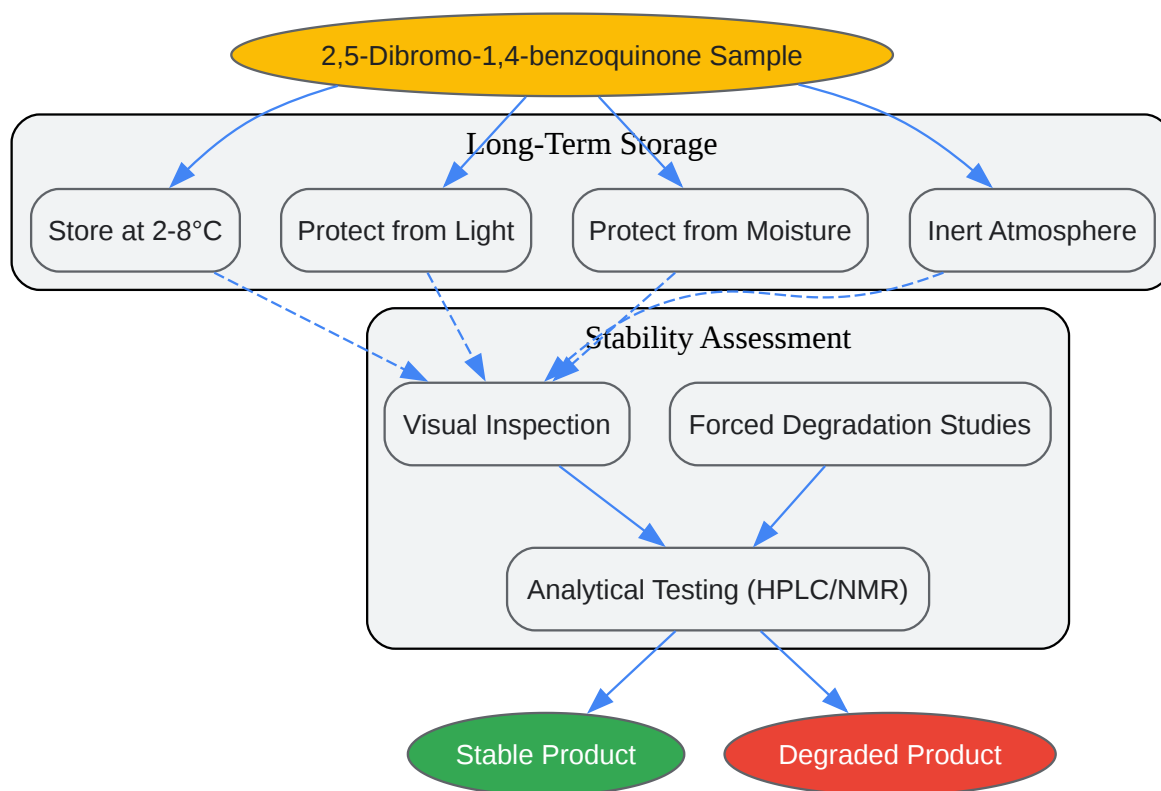 2,5-Dibromo-1,4-benzoquinone Sample
Long-Term Storage
Store at 2-8°C
Protect from Light
Protect from Moisture
Inert Atmosphere
Stability Assessment
Visual Inspection
Forced Degradation Studies
Analytical Testing (HPLC/NMR)
Stable Product
Degraded Product